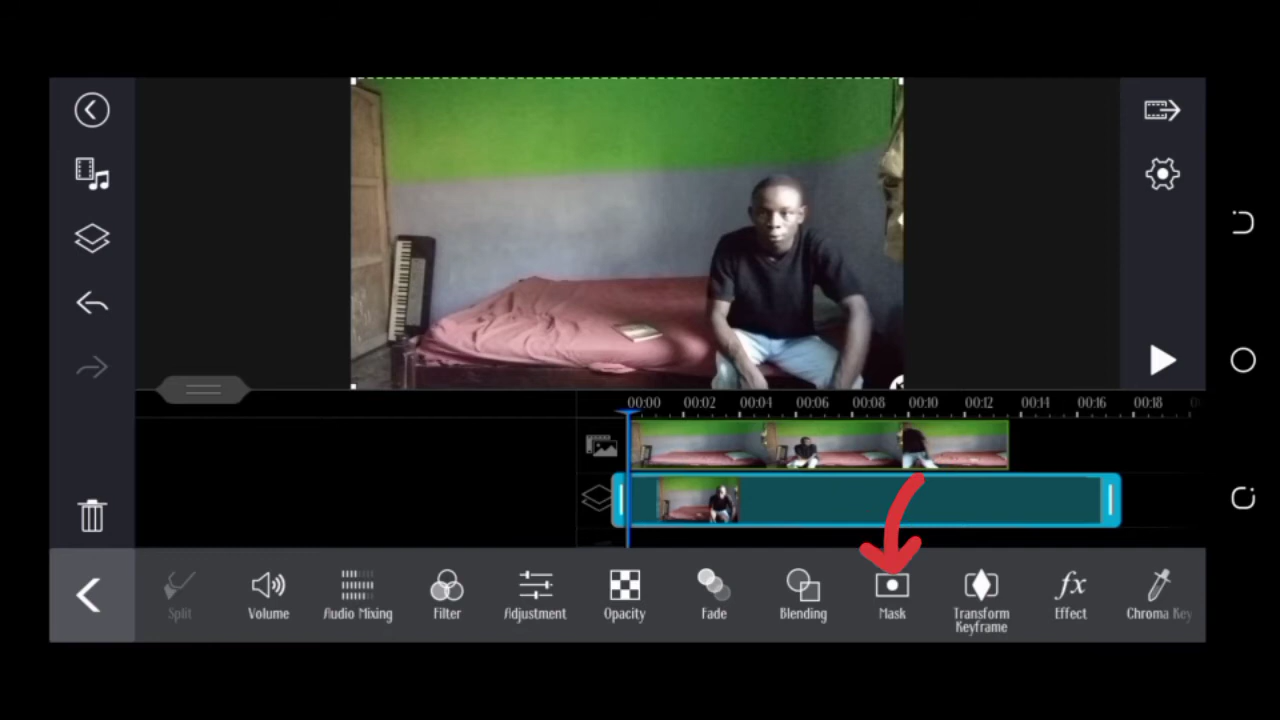 00:00 00:02 00:04 00:06 00:08 00:10 00:12 00:14 00:16 00:18
Split
Volume
Audio Mixing
Filter
Adjustment
Opacity
Fade
Blending
Mask
Transform
Keyframe
fx
Effect
Chroma Key